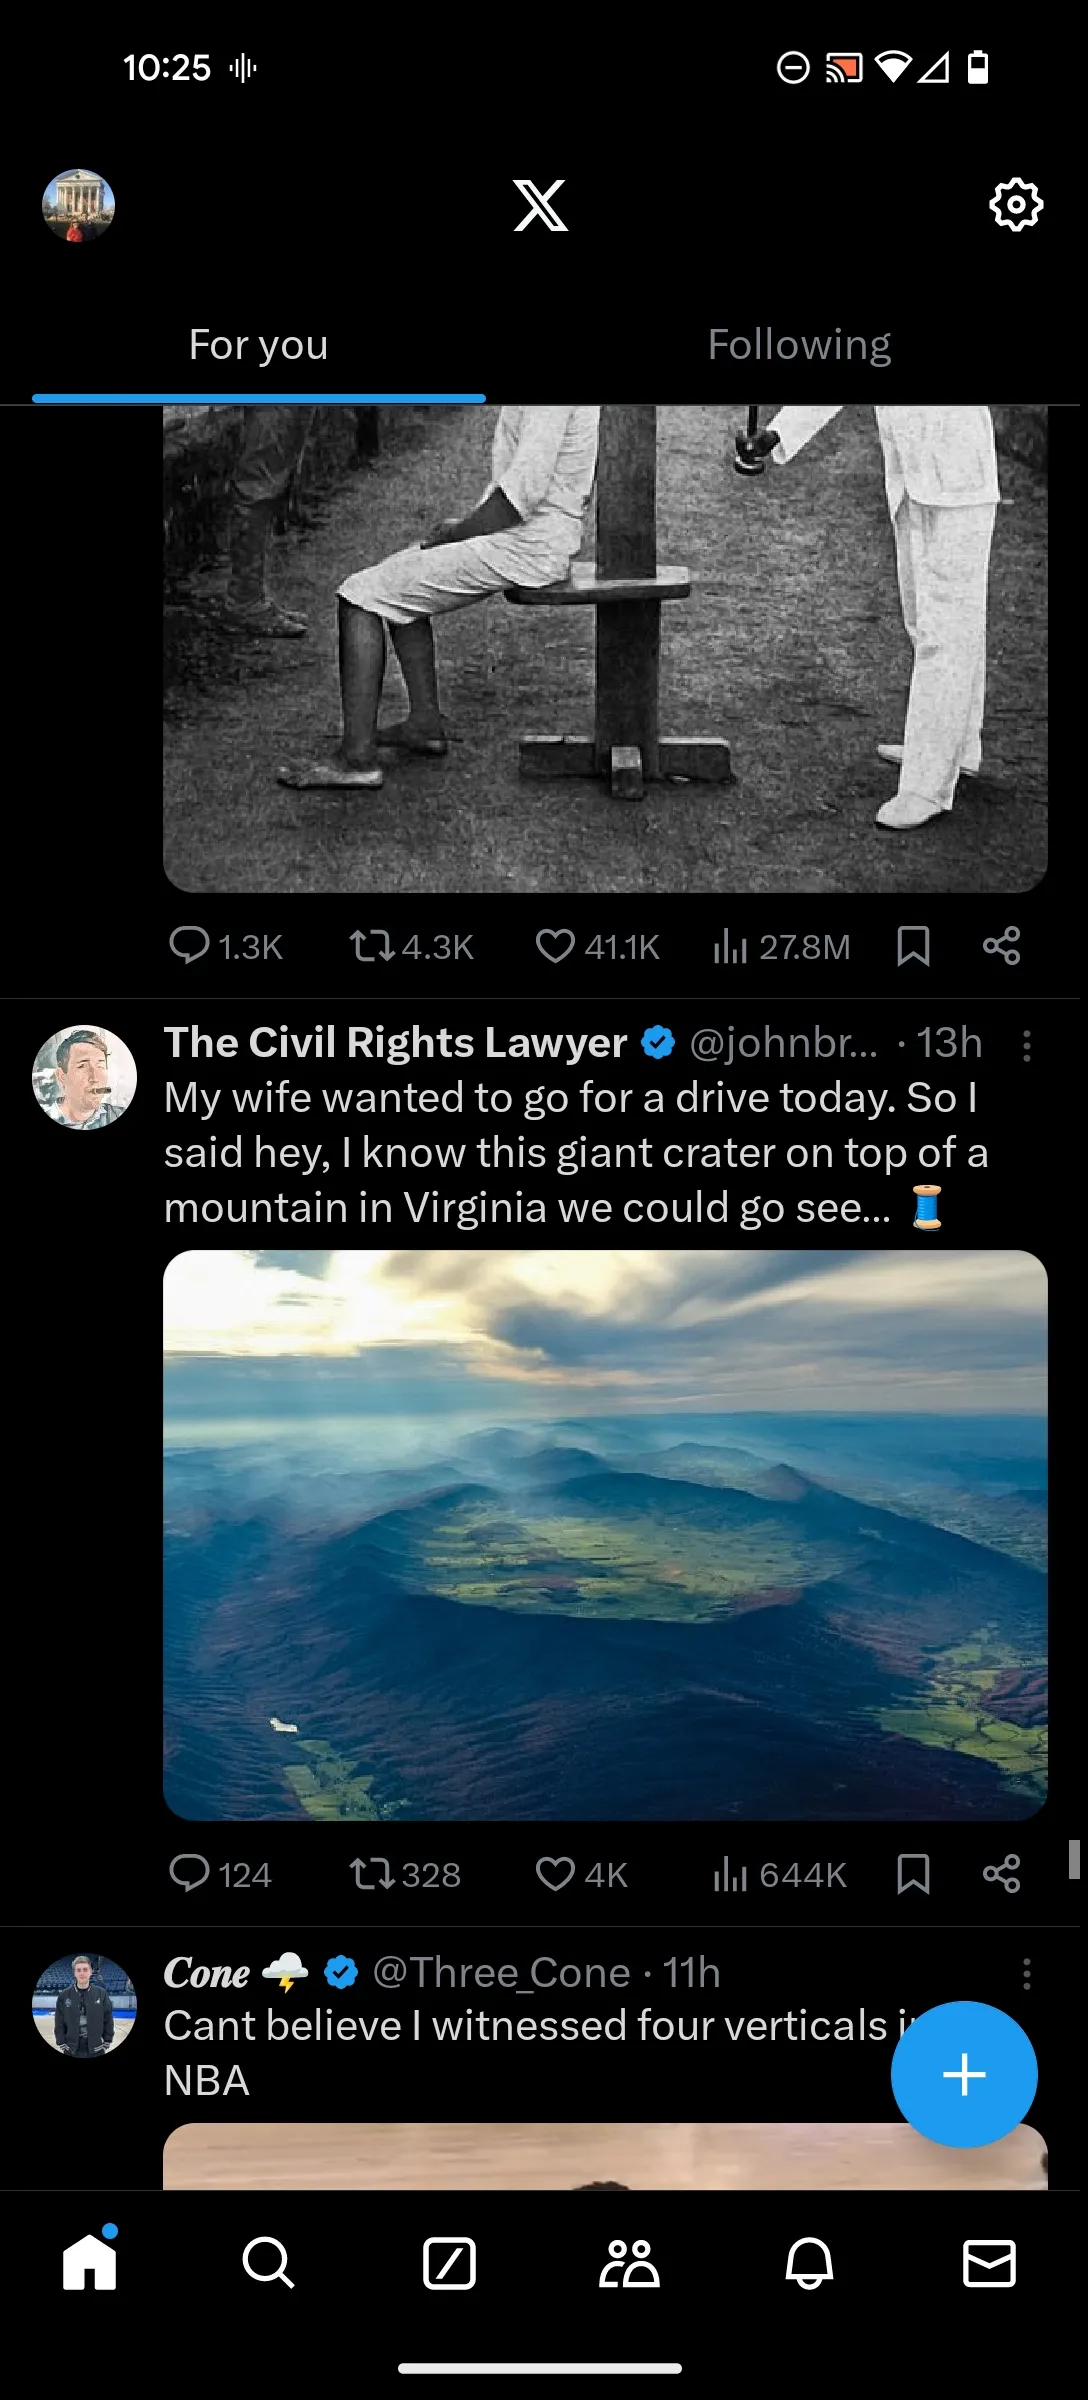 10:25
For you
Following
1.3K 4.3K 41.1K 27.8M
The Civil Rights Lawyer @johnbr... · 13h
My wife wanted to go for a drive today. So I
said hey, I know this giant crater on top of a
mountain in Virginia we could go see...
124 328 4K 644K
Cone @Three_Cone · 11h
Cant believe I witnessed four verticals
NBA